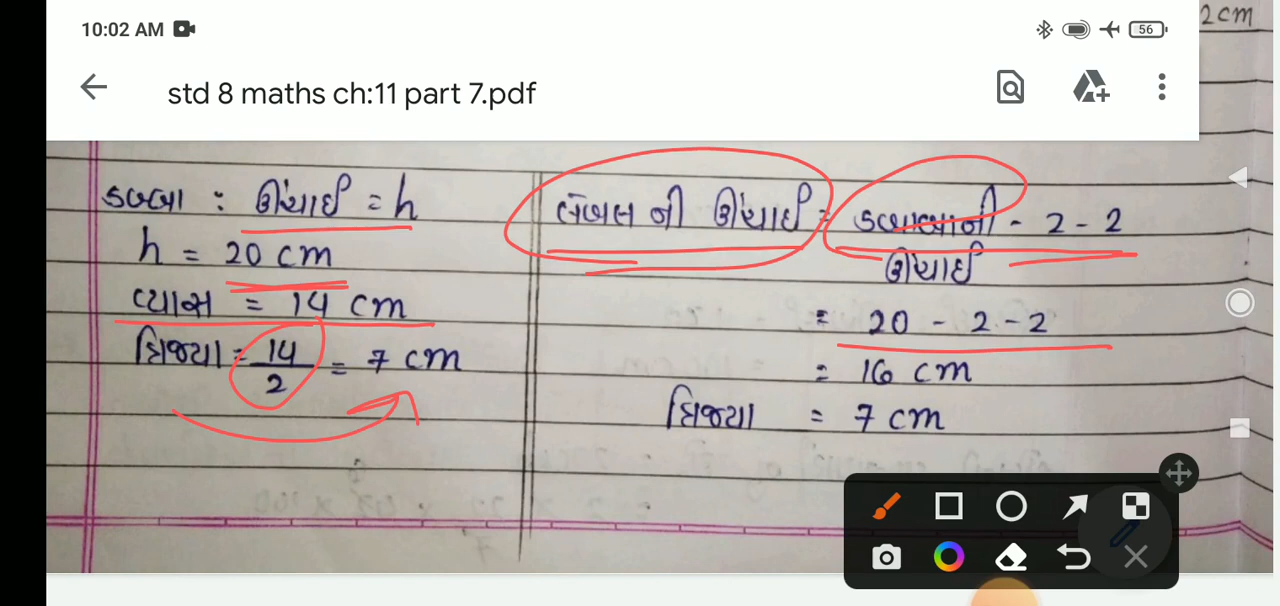 2cm
10:02 AM
56
std 8 maths ch:11 part 7.pdf
ડબ્બા : ઊંચાઈ = h
h = 20 cm
વ્યાસ = 14 cm
ત્રિજ્યા = 14/2 = 7 cm
લેબલ ની ઊંચાઈ = ડબ્બાની - 2 - 2
ઊંચાઈ
= 20 - 2 - 2
= 16 cm
ત્રિજ્યા = 7 cm